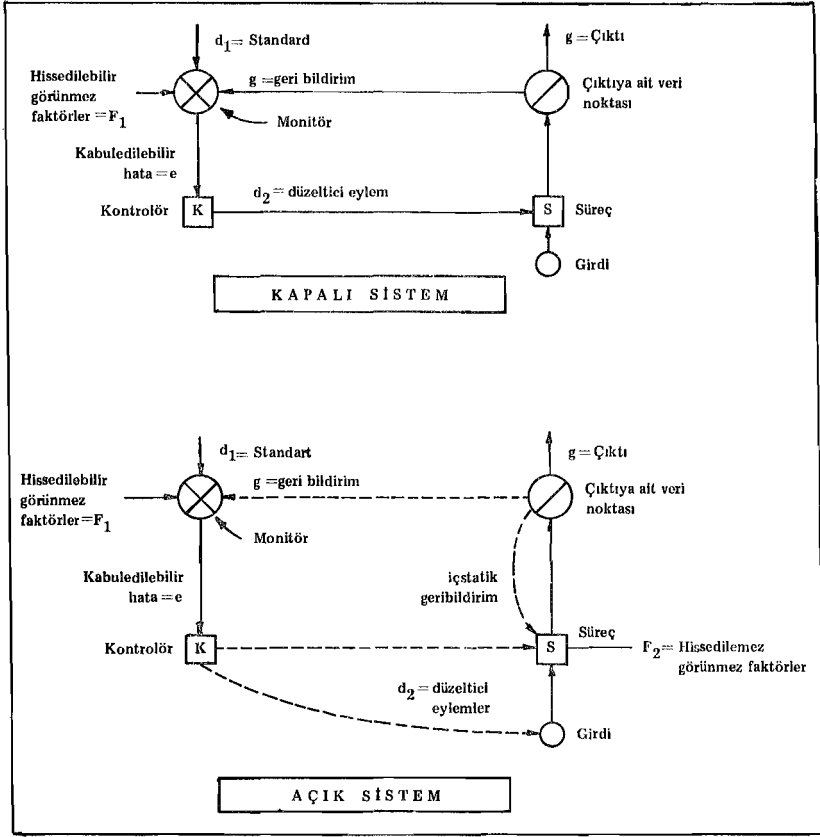 d1= Standard
g = Çıktı
Hissedilebilir
görünmez
faktörler = F1
g = geri bildirim
Çıktıya ait veri
noktası
Monitör
Kabuledilebilir
hata = e
Kontrolör
K
d2 = düzeltici eylem
S
Süreç
Girdi
KAPALI SİSTEM
d1= Standart
g = Çıktı
Hissedilebilir
görünmez
faktörler = F1
g = geri bildirim
Çıktıya ait veri
noktası
Monitör
Kabuledilebilir
hata = e
içstatik
geribildirim
Kontrolör
K
S
Süreç
F2 = Hissedilemez
görünmez faktörler
d2 = düzeltici
eylemler
Girdi
AÇIK SİSTEM